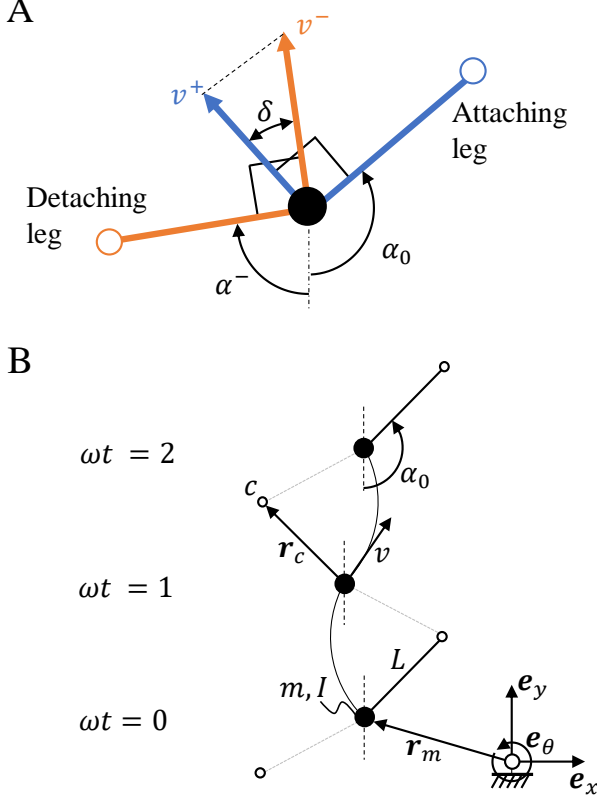 A
v⁻
v⁺
δ
Attaching
leg
Detaching
leg
α₀
α⁻
B
ωt = 2
α₀
c
r_c
v
ωt = 1
L
m, I
e_y
ωt = 0
r_m
e_θ
e_x